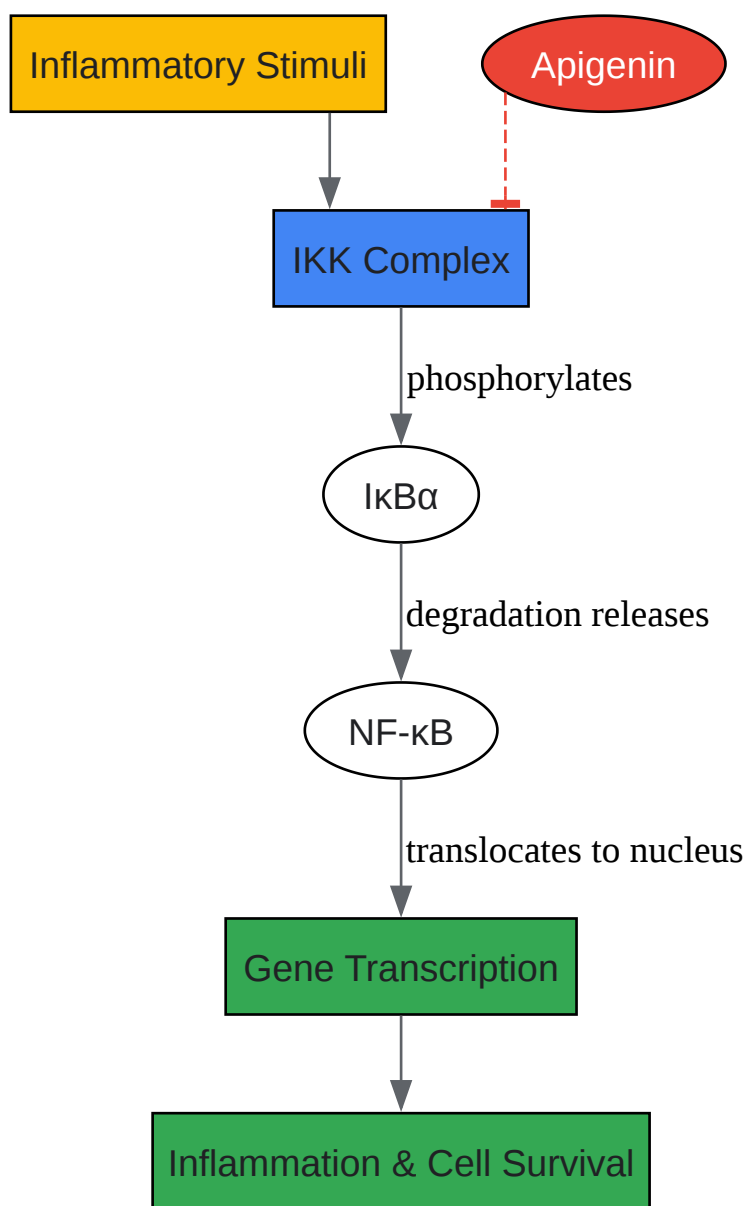 Inflammatory Stimuli
Apigenin
IKK Complex
phosphorylates
IκBα
degradation releases
NF-κB
translocates to nucleus
Gene Transcription
Inflammation & Cell Survival